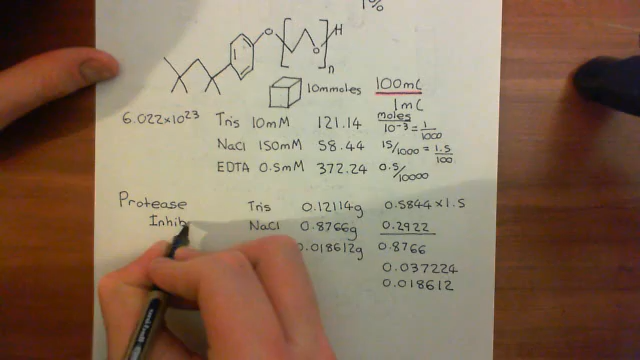 1%
O
O
H
n
10mmoles
100mL
1mL
6.022x10²³
Tris 10mM 121.14 moles 10⁻³ = 1/1000
NaCl 150mM 58.44 15/1000 = 1.5/100
EDTA 0.5mM 372.24 0.5/10000
Protease
Inhib
Tris 0.12114g 0.5844 x 1.5
NaCl 0.8766g 0.2922
0.018612g 0.8766
0.037224
0.018612